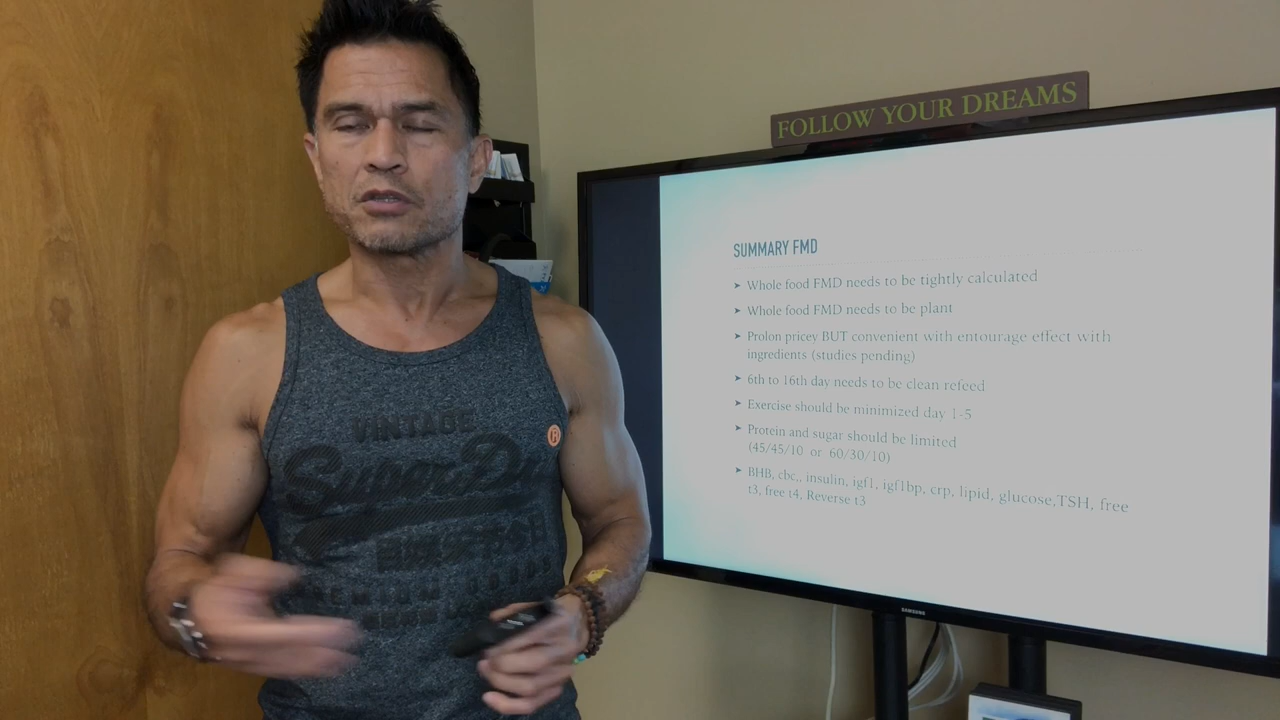 FOLLOW YOUR DREAMS
SUMMARY FMD
Whole food FMD needs to be tightly calculated
Whole food FMD needs to be plant
Prolon pricey BUT convenient with entourage effect with
ingredients (studies pending)
6th to 16th day needs to be clean refeed
Exercise should be minimized day 1-5
Protein and sugar should be limited
(45/45/10 or 60/30/10)
BHB, cbc,, insulin, igf1, igf1bp, crp, lipid, glucose,TSH, free
t3, free t4, Reverse t3
VINTAGE
SuperDr
SAMSUNG